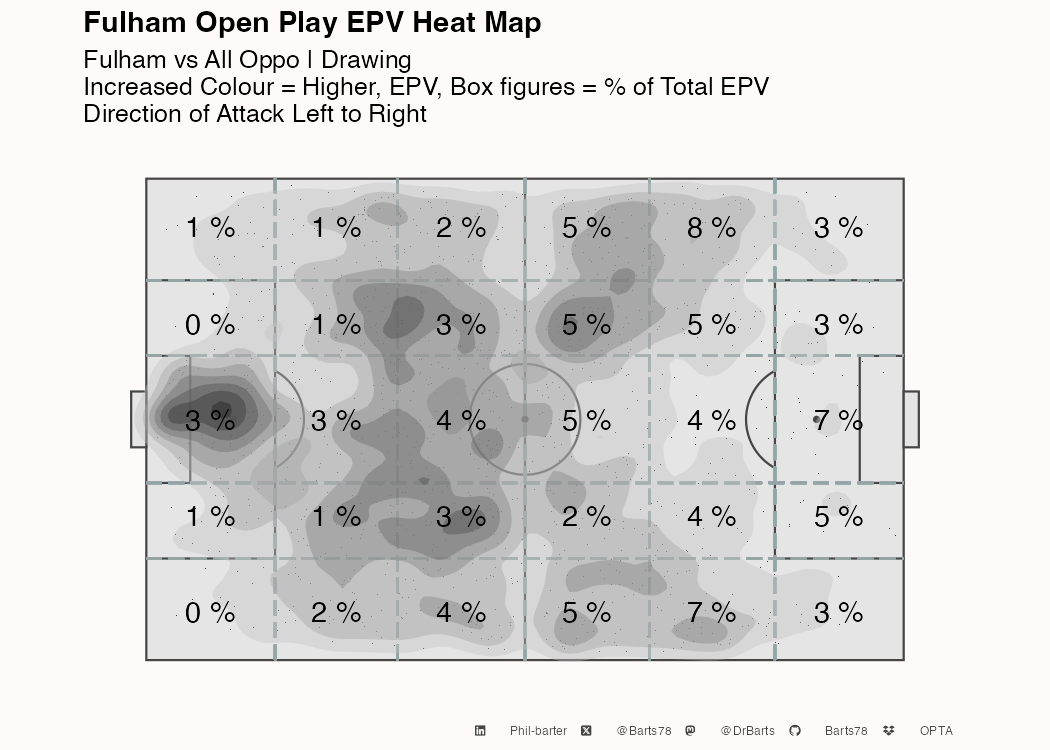 Fulham Open Play EPV Heat Map
Fulham vs All Oppo | Drawing
Increased Colour = Higher, EPV, Box figures = % of Total EPV
Direction of Attack Left to Right
1 % 1 % 2 % 5 % 8 % 3 %
0 % 1 % 3 % 5 % 5 % 3 %
3 % 3 % 4 % 5 % 4 % 7 %
1 % 1 % 3 % 2 % 4 % 5 %
0 % 2 % 4 % 5 % 7 % 3 %
Phil-barter @Barts78 @DrBarts Barts78 OPTA